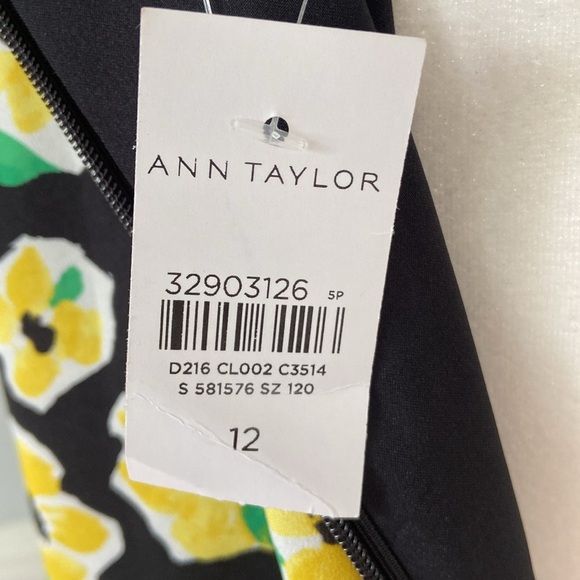 ANN TAYLOR
32903126 5P
D216 CL002 C3514
S 581576 SZ 120
12